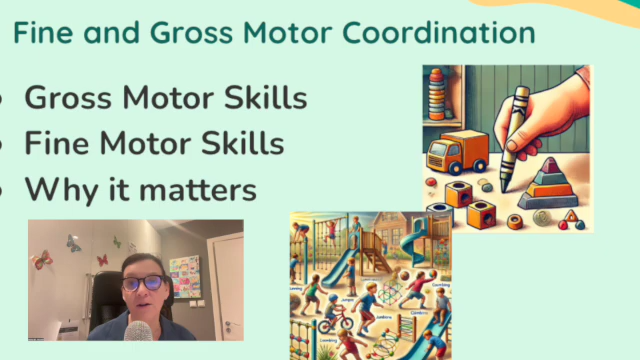 Fine and Gross Motor Coordination
Gross Motor Skills
Fine Motor Skills
Why it matters